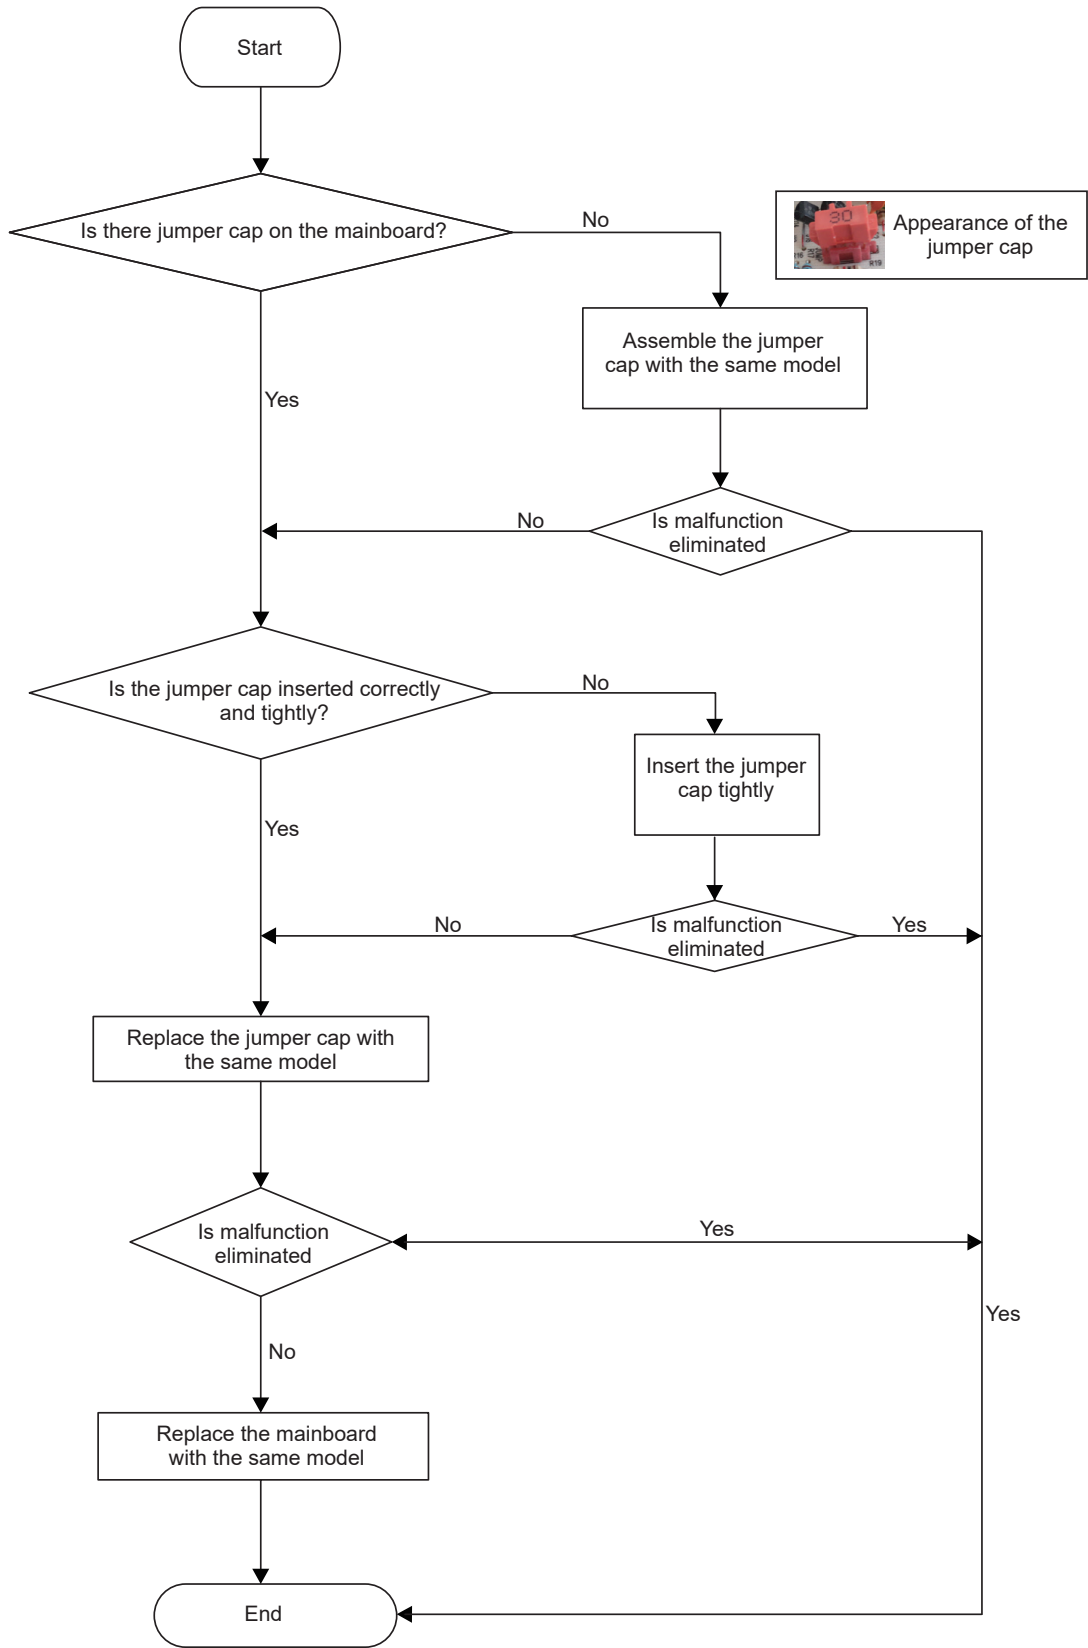 Start
Is there jumper cap on the mainboard?
No
30
R19
Appearance of the
jumper cap
Assemble the jumper
cap with the same model
Yes
No
Is malfunction
eliminated
Is the jumper cap inserted correctly
and tightly?
No
Insert the jumper
cap tightly
Yes
No
Is malfunction
eliminated
Yes
Replace the jumper cap with
the same model
Is malfunction
eliminated
Yes
Yes
No
Replace the mainboard
with the same model
End